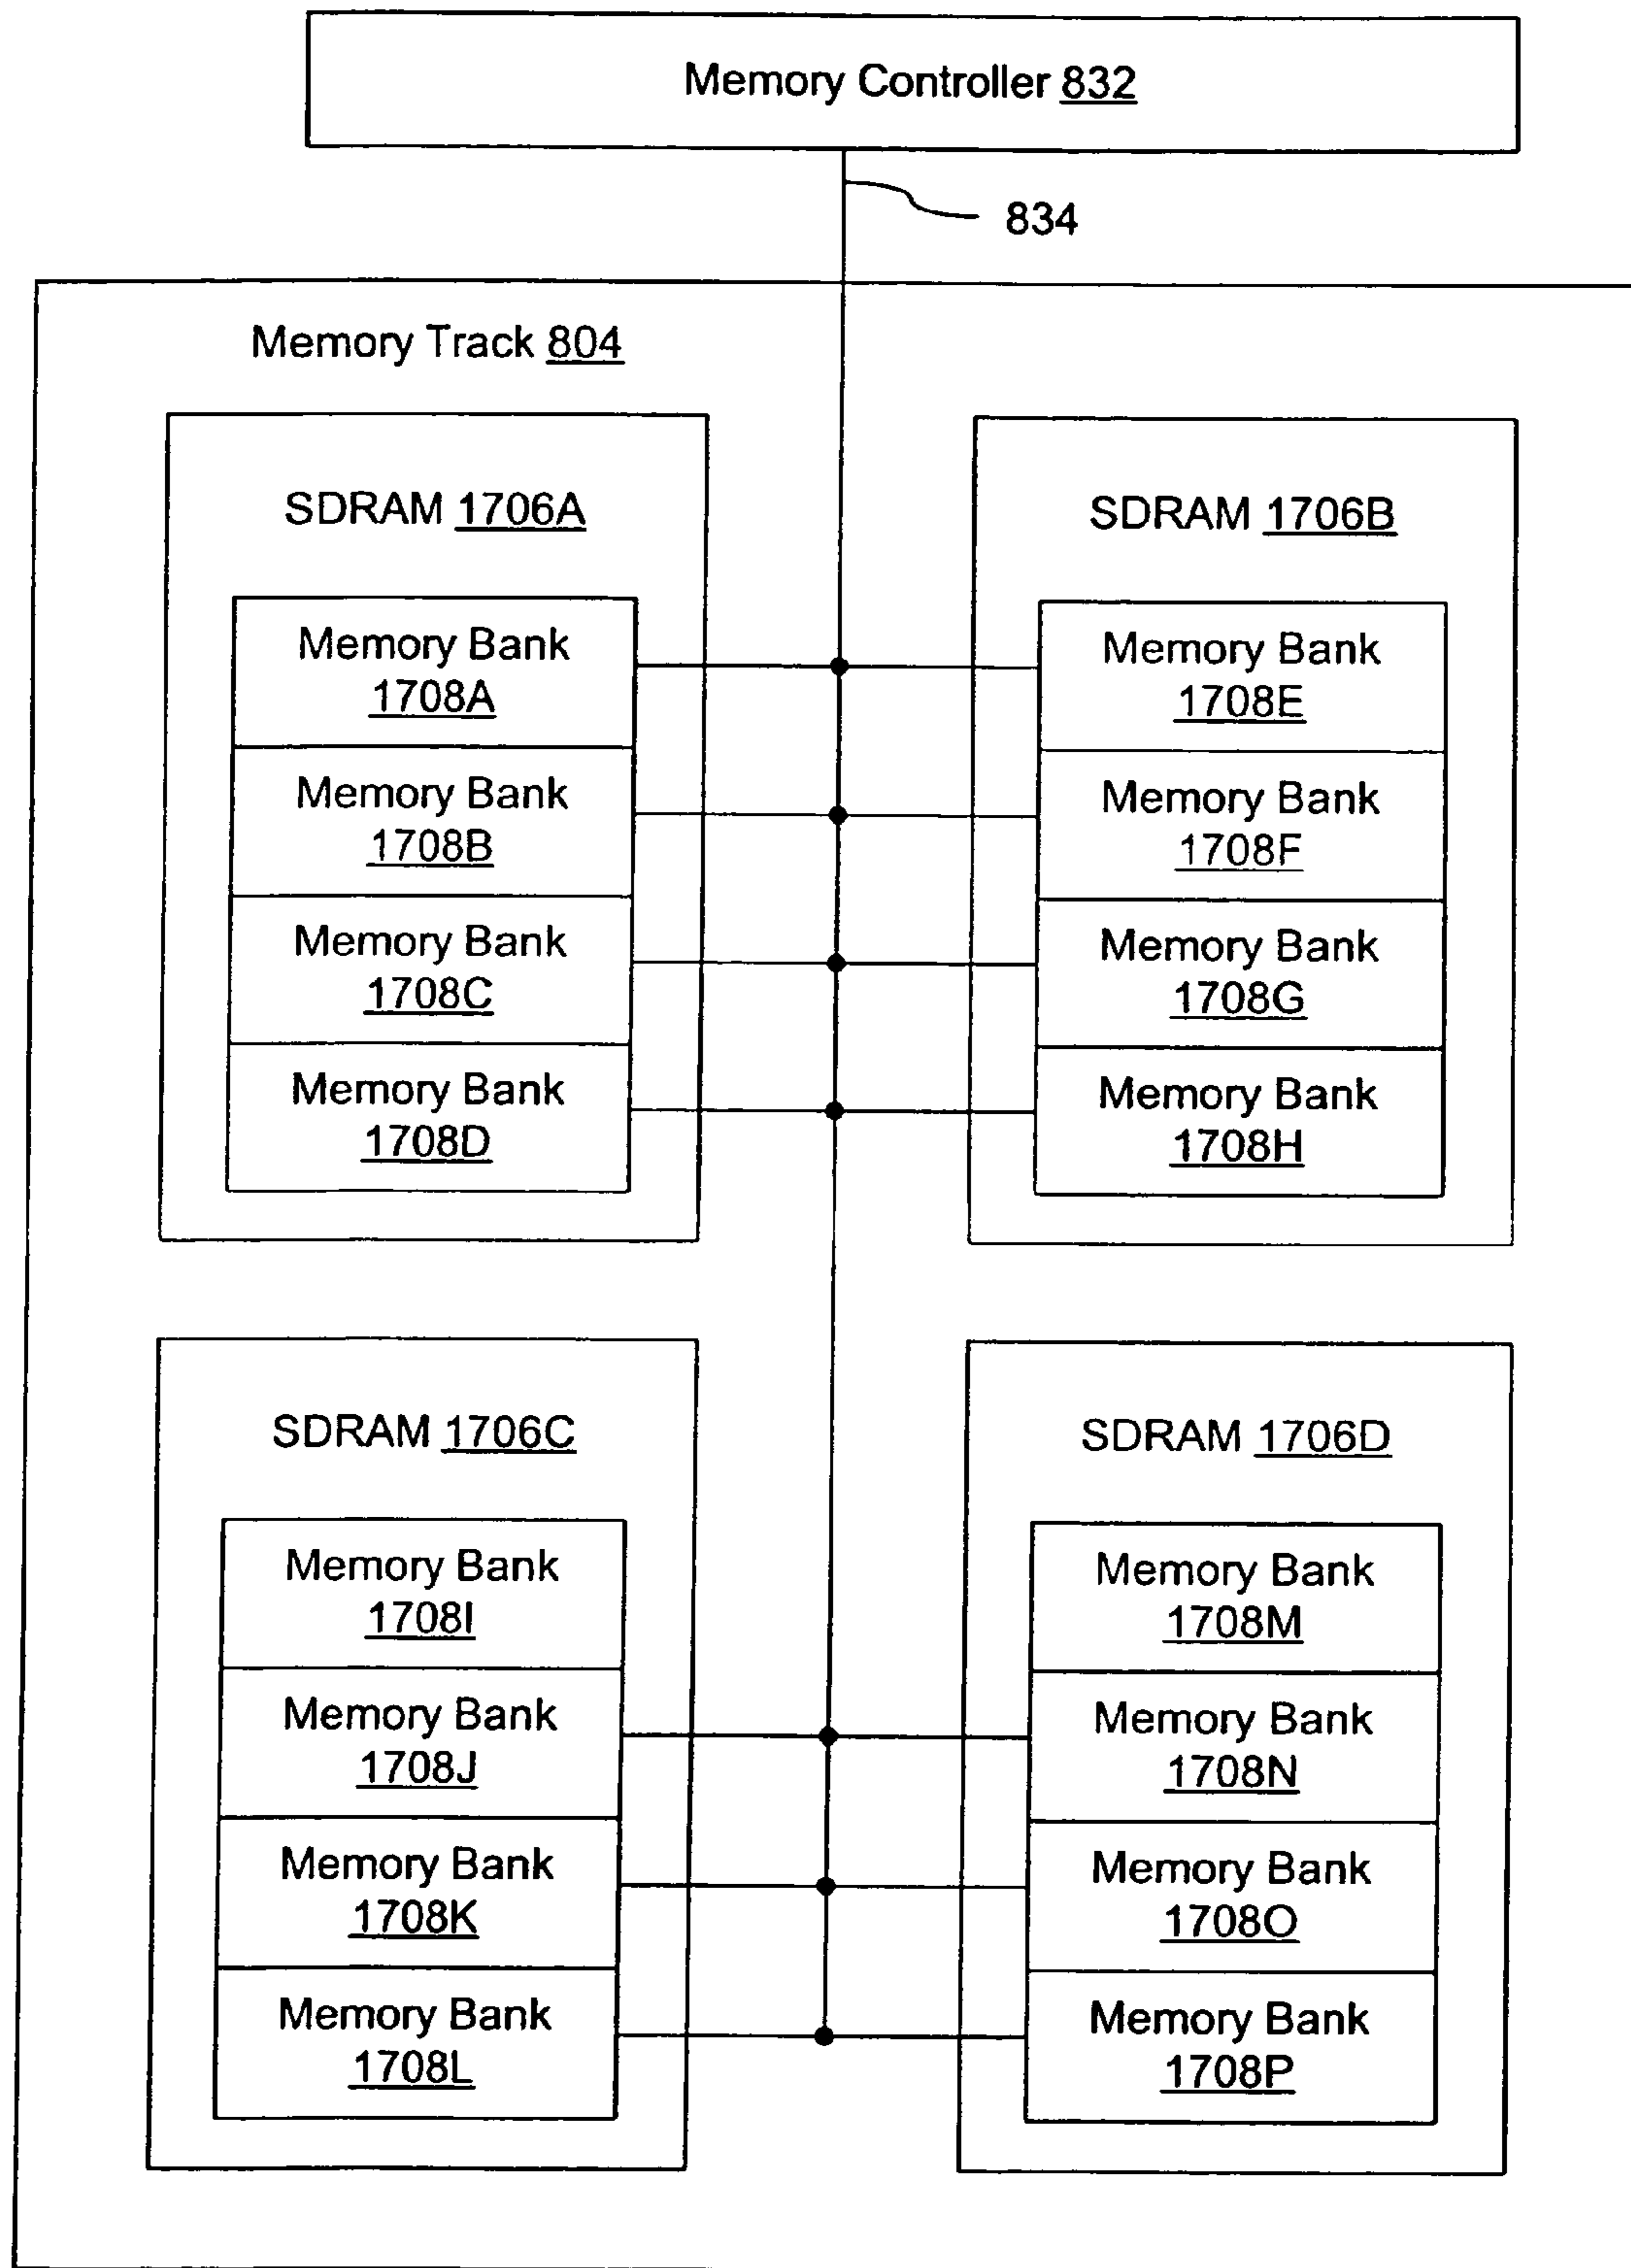 Memory Controller 832
834
Memory Track 804
SDRAM 1706A
Memory Bank
1708A
Memory Bank
1708B
Memory Bank
1708C
Memory Bank
1708D
SDRAM 1706B
Memory Bank
1708E
Memory Bank
1708F
Memory Bank
1708G
Memory Bank
1708H
SDRAM 1706C
Memory Bank
1708I
Memory Bank
1708J
Memory Bank
1708K
Memory Bank
1708L
SDRAM 1706D
Memory Bank
1708M
Memory Bank
1708N
Memory Bank
1708O
Memory Bank
1708P